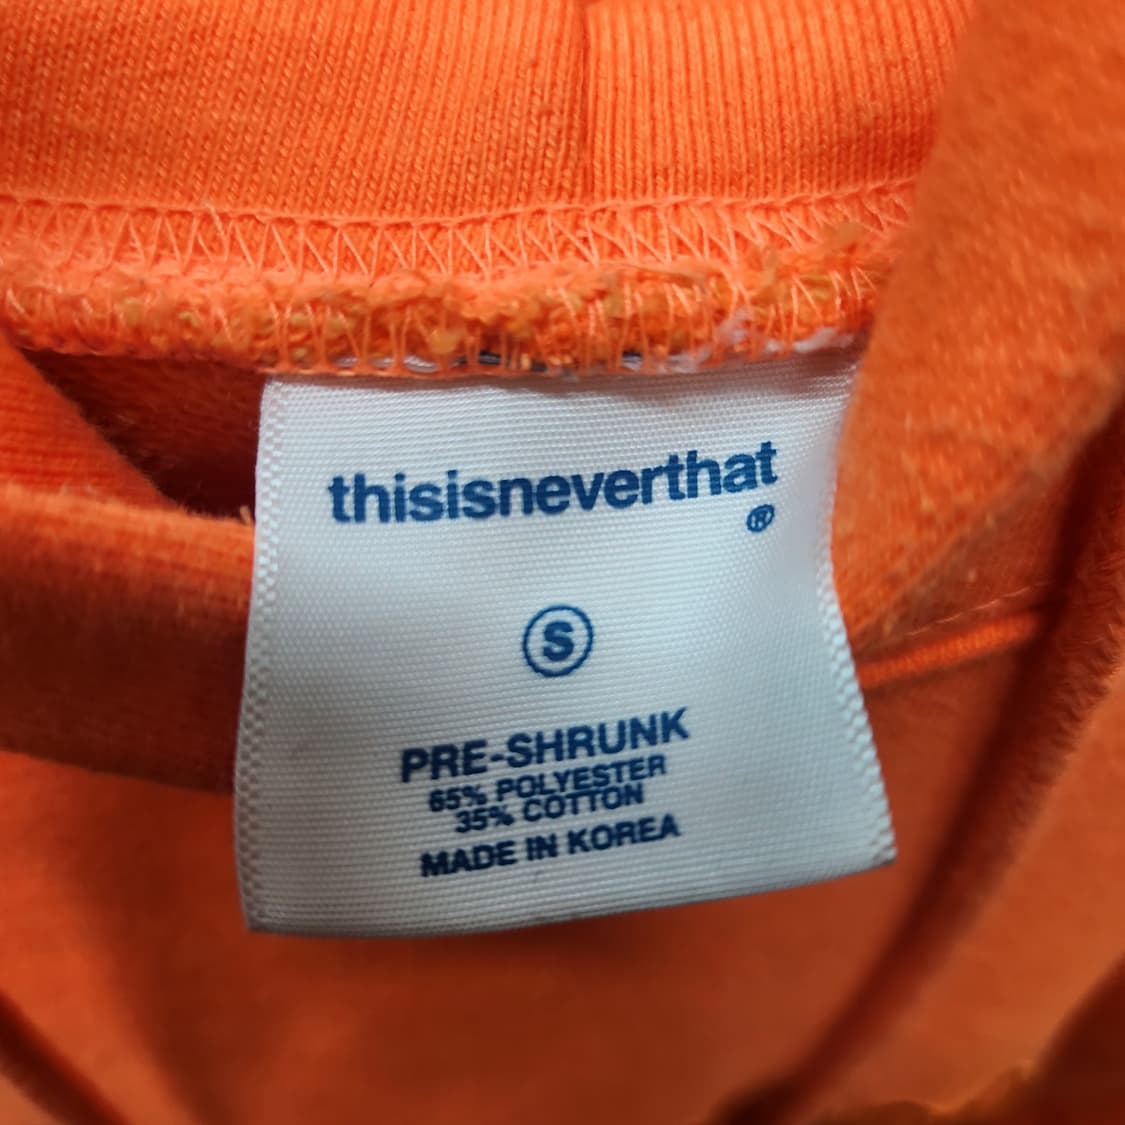 thisisneverthat
®
S
PRE-SHRUNK
65% POLYESTER
35% COTTON
MADE IN KOREA